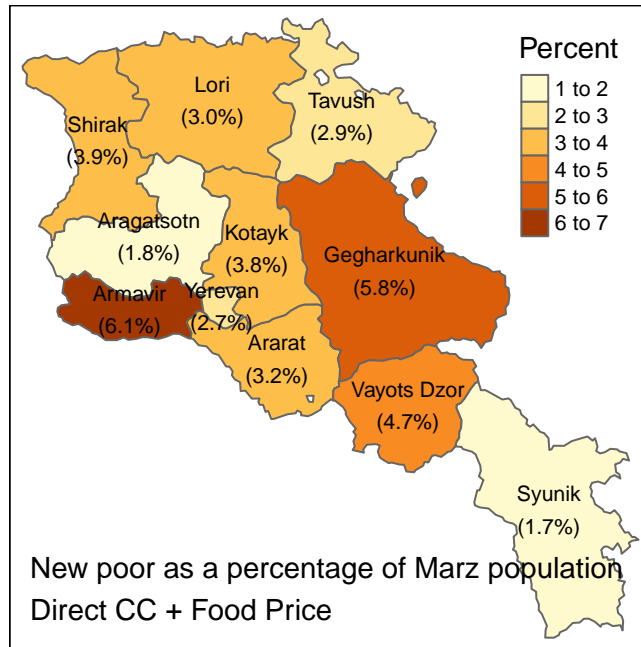 Percent
1 to 2
2 to 3
3 to 4
4 to 5
5 to 6
6 to 7
Lori
(3.0%)
Tavush
(2.9%)
Shirak
(3.9%)
Aragatsotn
(1.8%)
Kotayk
(3.8%)
Gegharkunik
(5.8%)
Armavir
(6.1%)
Yerevan
(2.7%)
Ararat
(3.2%)
Vayots Dzor
(4.7%)
Syunik
(1.7%)
New poor as a percentage of Marz population
Direct CC + Food Price